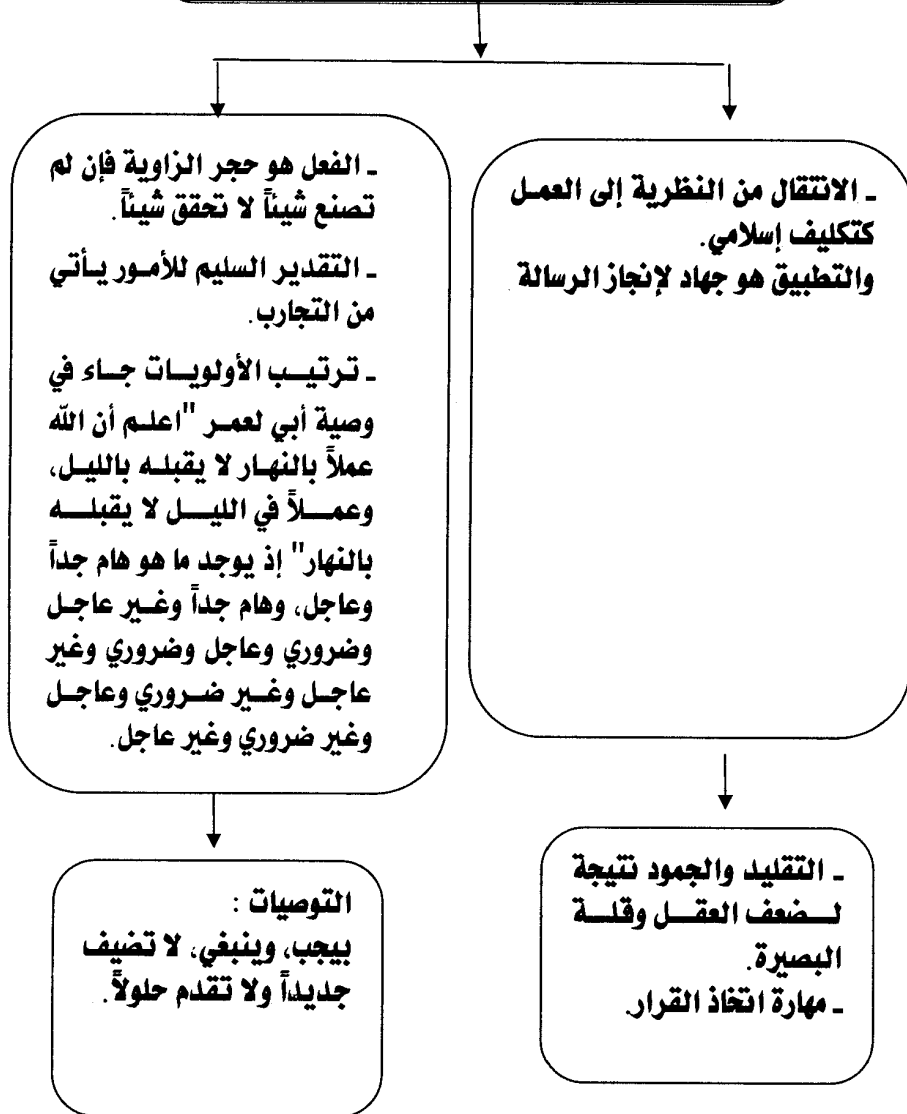 ـ الانتقال من النظرية إلى العمل
كتكليف إسلامي.
والتطبيق هو جهاد لإنجاز الرسالة
ـ الفعل هو حجر الزاوية فإن لم
تصنع شيئاً لا تحقق شيئاً.
ـ التقدير السليم للأمور يأتي
من التجارب.
ـ ترتيب الأولويات جاء في
وصية أبي لعمر "اعلم أن الله
عملاً بالنهار لا يقبله بالليل،
وعملاً في الليل لا يقبله
بالنهار" إذ يوجد ما هو هام جداً
وعاجل، وهام جداً وغير عاجل
وضروري وعاجل وضروري وغير
عاجل وغير ضروري وعاجل
وغير ضروري وغير عاجل.
ـ التقليد والجمود نتيجة
لضعف العقل وقلة
البصيرة.
ـ مهارة اتخاذ القرار.
التوصيات :
بيجب، وينبغي، لا تضيف
جديداً ولا تقدم حلولاً.